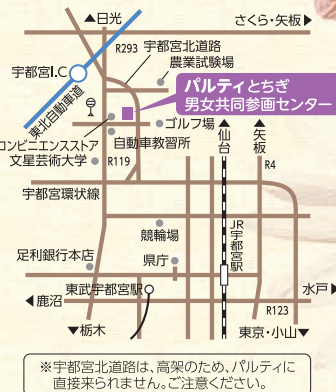 ▲日光
さくら・矢板▶
R293
宇都宮北道路
農業試験場
宇都宮I.C
東北自動車道
パルティとちぎ
男女共同参画センター
ゴルフ場
コンビニエンスストア
自動車教習所
文星芸術大学
R119
▲仙台
▲矢板
R4
宇都宮環状線
競輪場
JR宇都宮駅
足利銀行本店
県庁
東武宇都宮駅
水戸▶
◀鹿沼
R123
▼栃木
東京・小山▼
※宇都宮北道路は、高架のため、パルティに
直接来られません。ご注意ください。